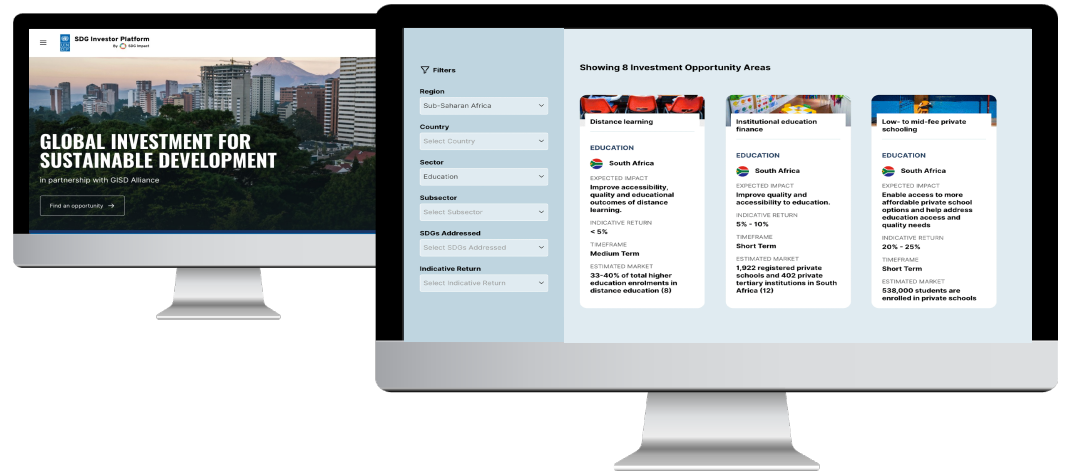 SDG Investor Platform
By SDG Impact
GLOBAL INVESTMENT FOR
SUSTAINABLE DEVELOPMENT
in partnership with GISD Alliance
Find an opportunity →
Filters
Region
Sub-Saharan Africa
Country
Select Country
Sector
Education
Subsector
Select Subsector
SDGs Addressed
Select SDGs Addressed
Indicative Return
Select Indicative Return
Showing 8 Investment Opportunity Areas
Distance learning
EDUCATION
South Africa
EXPECTED IMPACT
Improve accessibility,
quality and educational
outcomes of distance
learning.
INDICATIVE RETURN
< 5%
TIMEFRAME
Medium Term
ESTIMATED MARKET
33-40% of total higher
education enrolments in
distance education (8)
Institutional education
finance
EDUCATION
South Africa
EXPECTED IMPACT
Improve quality and
accessibility to education.
INDICATIVE RETURN
5% - 10%
TIMEFRAME
Short Term
ESTIMATED MARKET
1,922 registered private
schools and 402 private
tertiary institutions in South
Africa (12)
Low- to mid-fee private
schooling
EDUCATION
South Africa
EXPECTED IMPACT
Enable access to more
affordable private school
options and help address
education access and
quality needs
INDICATIVE RETURN
20% - 25%
TIMEFRAME
Short Term
ESTIMATED MARKET
538,000 students are
enrolled in private schools